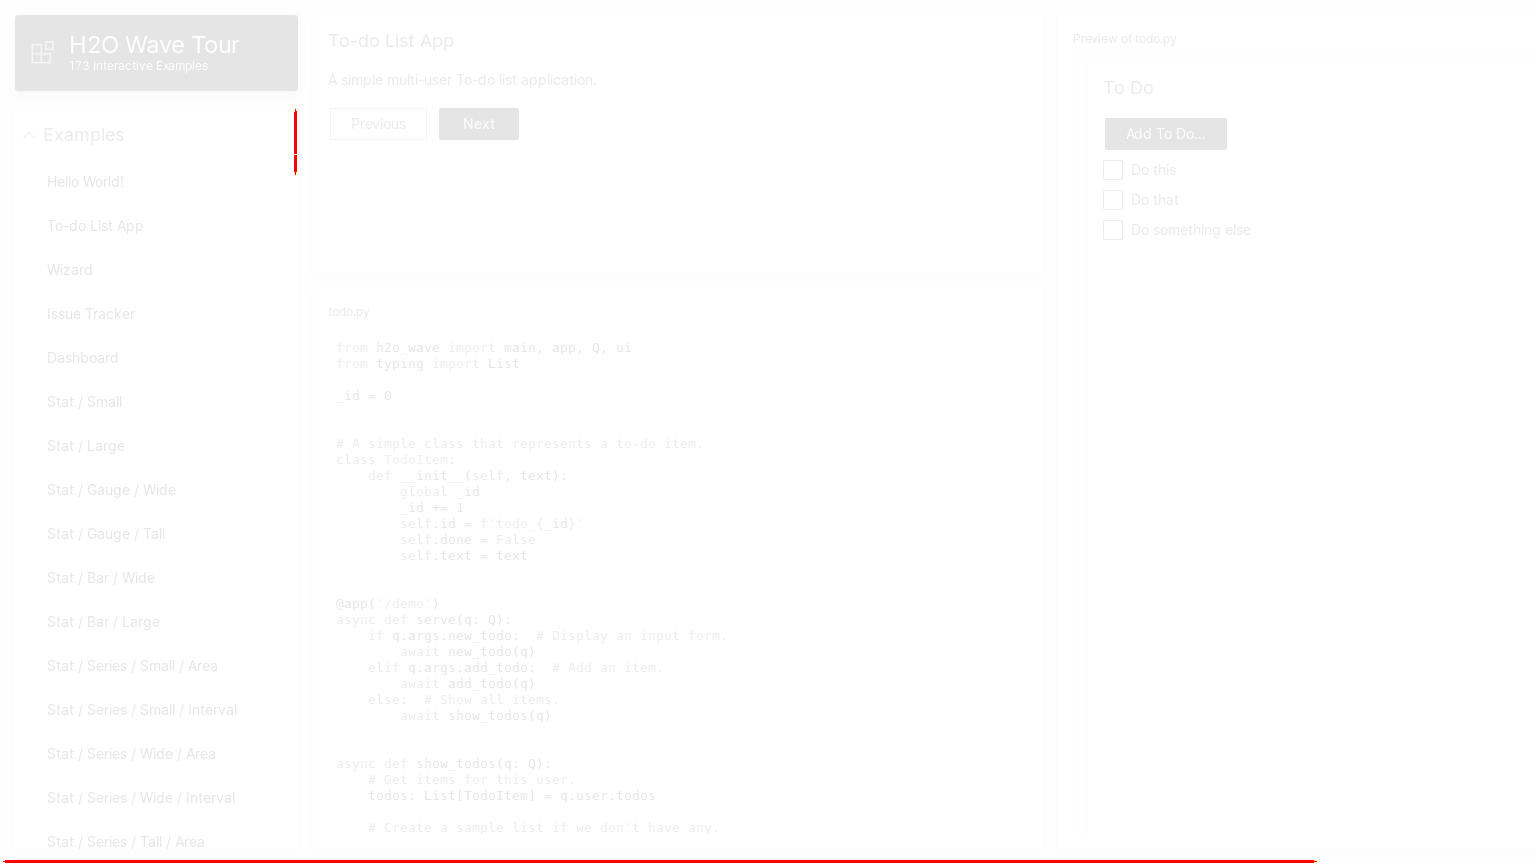 H2O Wave Tour
173 Interactive Examples
Examples
Hello World!
To-do List App
Wizard
Issue Tracker
Dashboard
Stat / Small
Stat / Large
Stat / Gauge / Wide
Stat / Gauge / Tall
Stat / Bar / Wide
Stat / Bar / Large
Stat / Series / Small / Area
Stat / Series / Small / Interval
Stat / Series / Wide / Area
Stat / Series / Wide / Interval
Stat / Series / Tall / Area
To-do List App
A simple multi-user To-do list application.
Previous
Next
todo.py
from h2o_wave import main, app, Q, ui
from typing import List
_id = 0
# A simple class that represents a to-do item.
class TodoItem:
    def __init__(self, text):
        global _id
        _id += 1
        self.id = f'todo_{_id}'
        self.done = False
        self.text = text
@app('/demo')
async def serve(q: Q):
    if q.args.new_todo:  # Display an input form.
        await new_todo(q)
    elif q.args.add_todo:  # Add an item.
        await add_todo(q)
    else:  # Show all items.
        await show_todos(q)
async def show_todos(q: Q):
    # Get items for this user.
    todos: List[TodoItem] = q.user.todos
    # Create a sample list if we don't have any.
Preview of todo.py
To Do
Add To Do...
Do this
Do that
Do something else